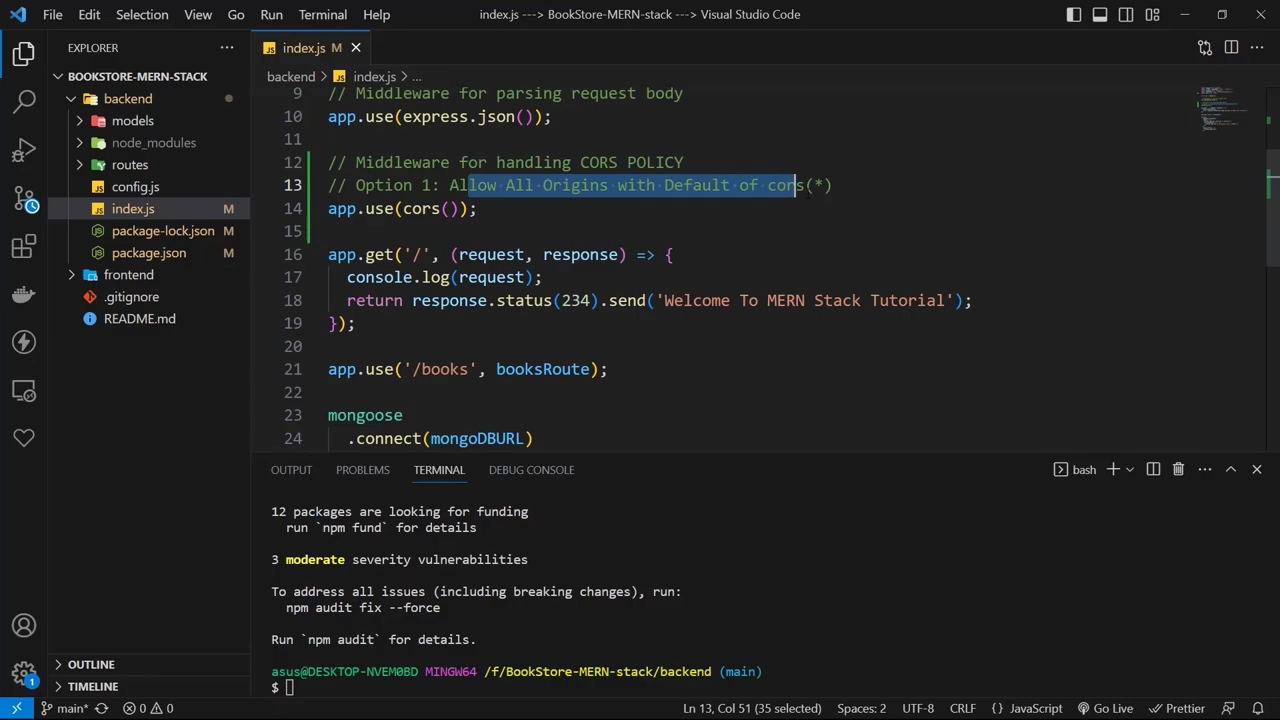 File Edit Selection View Go Run Terminal Help index.js ---> BookStore-MERN-stack ---> Visual Studio Code
EXPLORER
BOOKSTORE-MERN-STACK
backend
models
node_modules
routes
JS config.js
JS index.js M
package-lock.json M
package.json M
frontend
.gitignore
README.md
OUTLINE
TIMELINE
JS index.js M
backend > JS index.js > ...
9 // Middleware for parsing request body
10 app.use(express.json());
11
12 // Middleware for handling CORS POLICY
13 // Option 1: Allow All Origins with Default of cors(*)
14 app.use(cors());
15
16 app.get('/', (request, response) => {
17 console.log(request);
18 return response.status(234).send('Welcome To MERN Stack Tutorial');
19 });
20
21 app.use('/books', booksRoute);
22
23 mongoose
24 .connect(mongoDBURL)
OUTPUT PROBLEMS TERMINAL DEBUG CONSOLE bash
12 packages are looking for funding
run `npm fund` for details
3 moderate severity vulnerabilities
To address all issues (including breaking changes), run:
npm audit fix --force
Run `npm audit` for details.
asus@DESKTOP-NVEM0BD MINGW64 /f/BookStore-MERN-stack/backend (main)
$
1
main* 0 0 Ln 13, Col 51 (35 selected) Spaces: 2 UTF-8 CRLF {} JavaScript Go Live Prettier